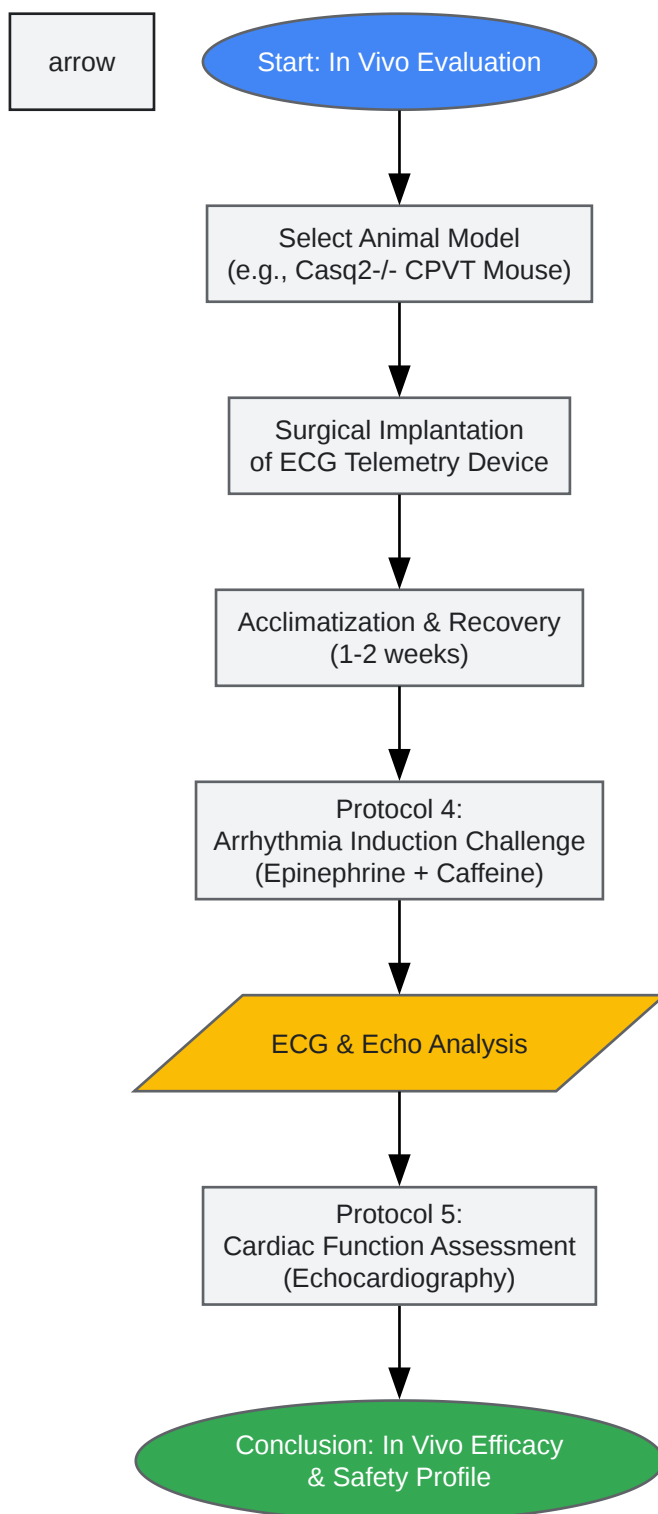 arrow
Start: In Vivo Evaluation
Select Animal Model
(e.g., Casq2-/- CPVT Mouse)
Surgical Implantation
of ECG Telemetry Device
Acclimatization & Recovery
(1-2 weeks)
Protocol 4:
Arrhythmia Induction Challenge
(Epinephrine + Caffeine)
ECG & Echo Analysis
Protocol 5:
Cardiac Function Assessment
(Echocardiography)
Conclusion: In Vivo Efficacy
& Safety Profile